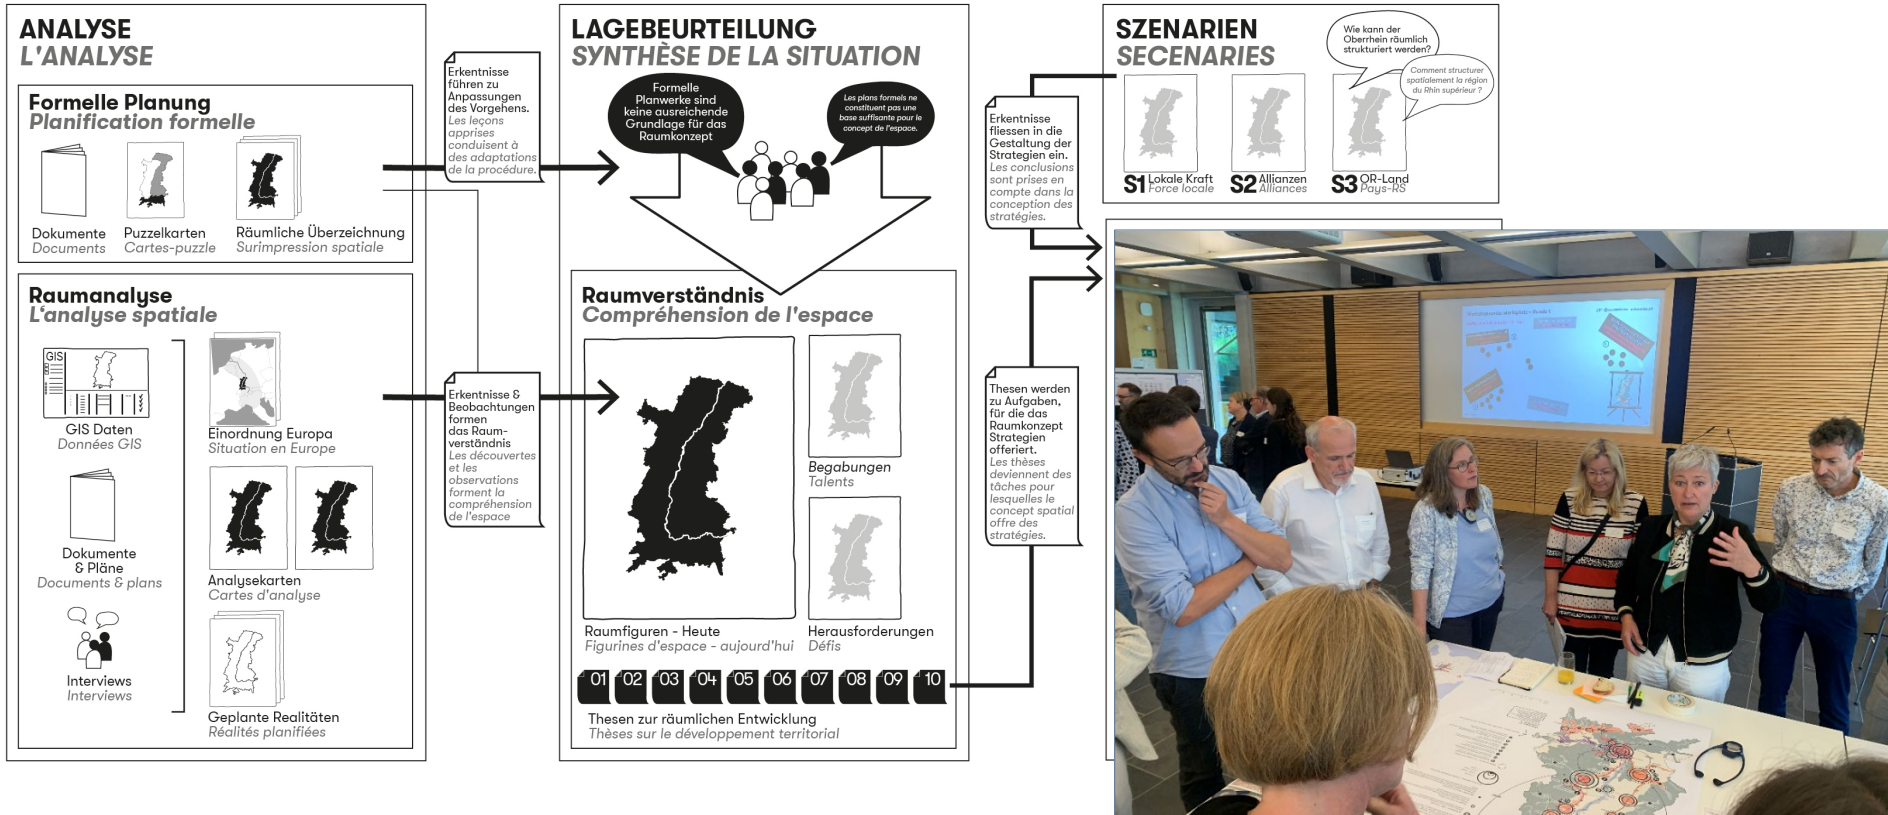 ANALYSE
L'ANALYSE
Formelle Planung
Planification formelle
Dokumente
Documents
Puzzelkarten
Cartes-puzzle
Räumliche Überzeichnung
Surimpression spatiale
Raumanalyse
L'analyse spatiale
GIS
GIS Daten
Données GIS
Dokumente
& Pläne
Documents & plans
Interviews
Interviews
Einordnung Europa
Situation en Europe
Analysekarten
Cartes d'analyse
Geplante Realitäten
Réalités planifiées
Erkentnisse
führen zu
Anpassungen
des Vorgehens.
Les leçons
apprises
conduisent à
des adaptations
de la procédure.
Erkentnisse &
Beobachtungen
formen
das Raum-
verständnis
Les découvertes
et les
observations
forment la
compréhension
de l'espace
LAGEBEURTEILUNG
SYNTHÈSE DE LA SITUATION
Formelle
Planwerke sind
keine ausreichende
Grundlage für das
Raumkonzept
Les plans formels ne
constituent pas une
base suffisante pour le
concept de l'espace.
Raumverständnis
Compréhension de l'espace
Raumfiguren - Heute
Figurines d'espace - aujourd'hui
Begabungen
Talents
Herausforderungen
Défis
01 02 03 04 05 06 07 08 09 10
Thesen zur räumlichen Entwicklung
Thèses sur le développement territorial
Erkentnisse
fliessen in die
Gestaltung der
Strategien ein.
Les conclusions
sont prises en
compte dans la
conception des
stratégies.
Thesen werden
zu Aufgaben,
für die das
Raumkonzept
Strategien
offeriert.
Les thèses
deviennent des
tâches pour
lesquelles le
concept spatial
offre des
stratégies.
SZENARIEN
SECENARIES
Wie kann der
Oberrhein räumlich
strukturiert werden?
Comment structurer
spatialement la région
du Rhin supérieur ?
S1 Lokale Kraft
Force locale
S2 Allianzen
Alliances
S3 OR-Land
Pays-RS